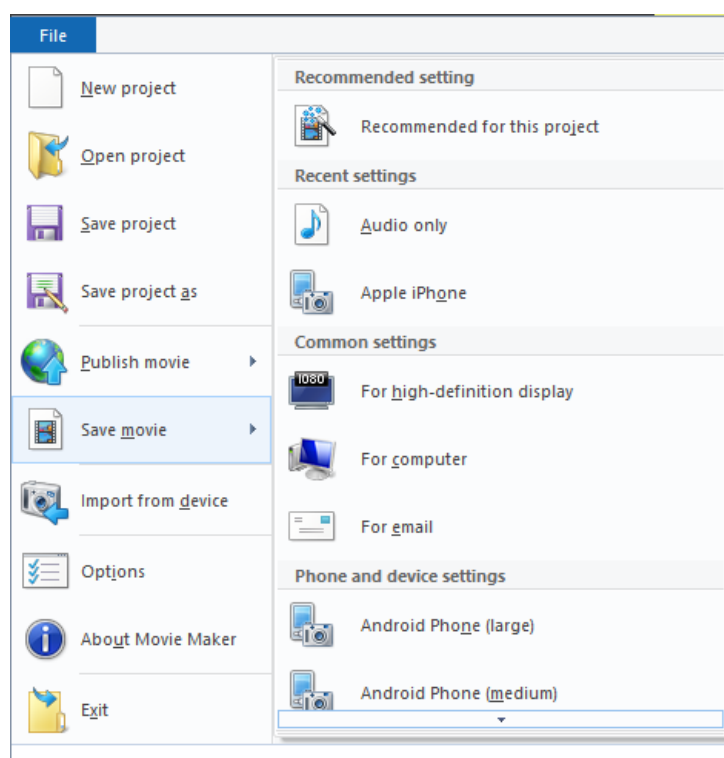 File
New project
Open project
Save project
Save project as
Publish movie
Save movie
Import from device
Options
About Movie Maker
Exit
Recommended setting
Recommended for this project
Recent settings
Audio only
Apple iPhone
Common settings
1080
For high-definition display
For computer
For email
Phone and device settings
Android Phone (large)
Android Phone (medium)